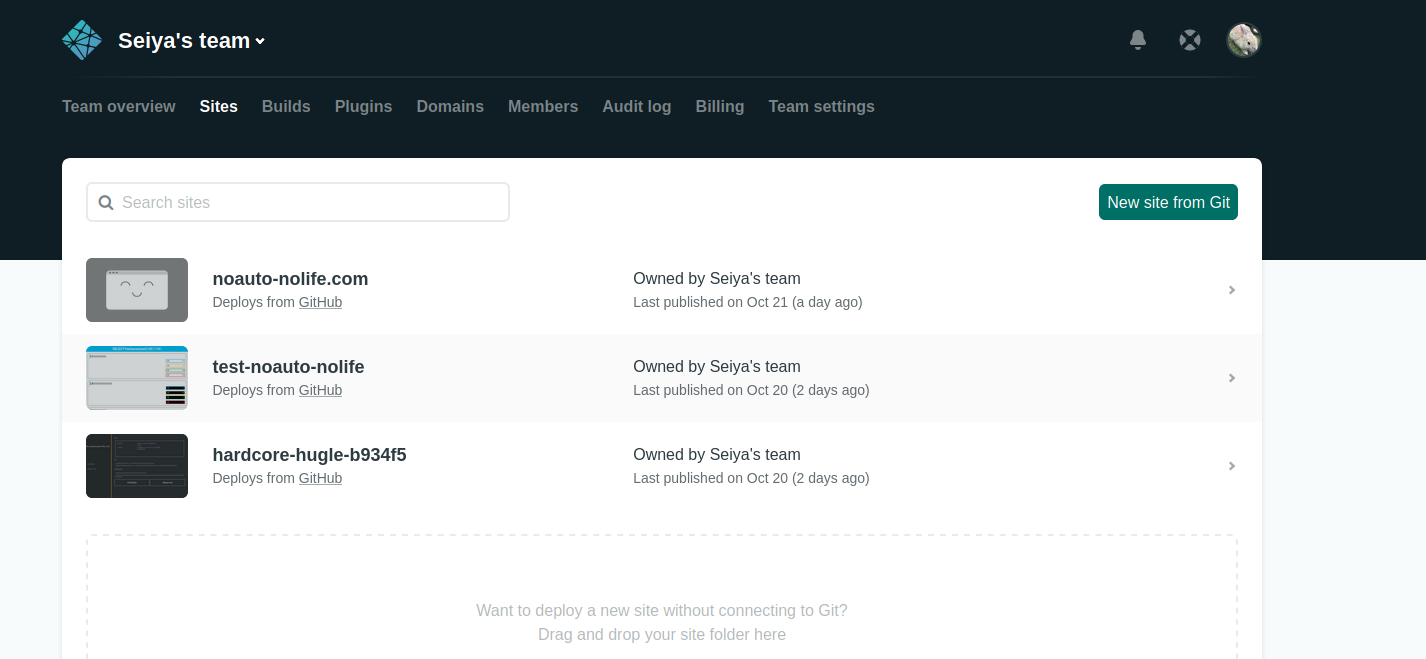 Seiya's team
Team overview Sites Builds Plugins Domains Members Audit log Billing Team settings
Search sites
New site from Git
noauto-nolife.com
Deploys from GitHub
Owned by Seiya's team
Last published on Oct 21 (a day ago)
test-noauto-nolife
Deploys from GitHub
Owned by Seiya's team
Last published on Oct 20 (2 days ago)
hardcore-hugle-b934f5
Deploys from GitHub
Owned by Seiya's team
Last published on Oct 20 (2 days ago)
Want to deploy a new site without connecting to Git?
Drag and drop your site folder here